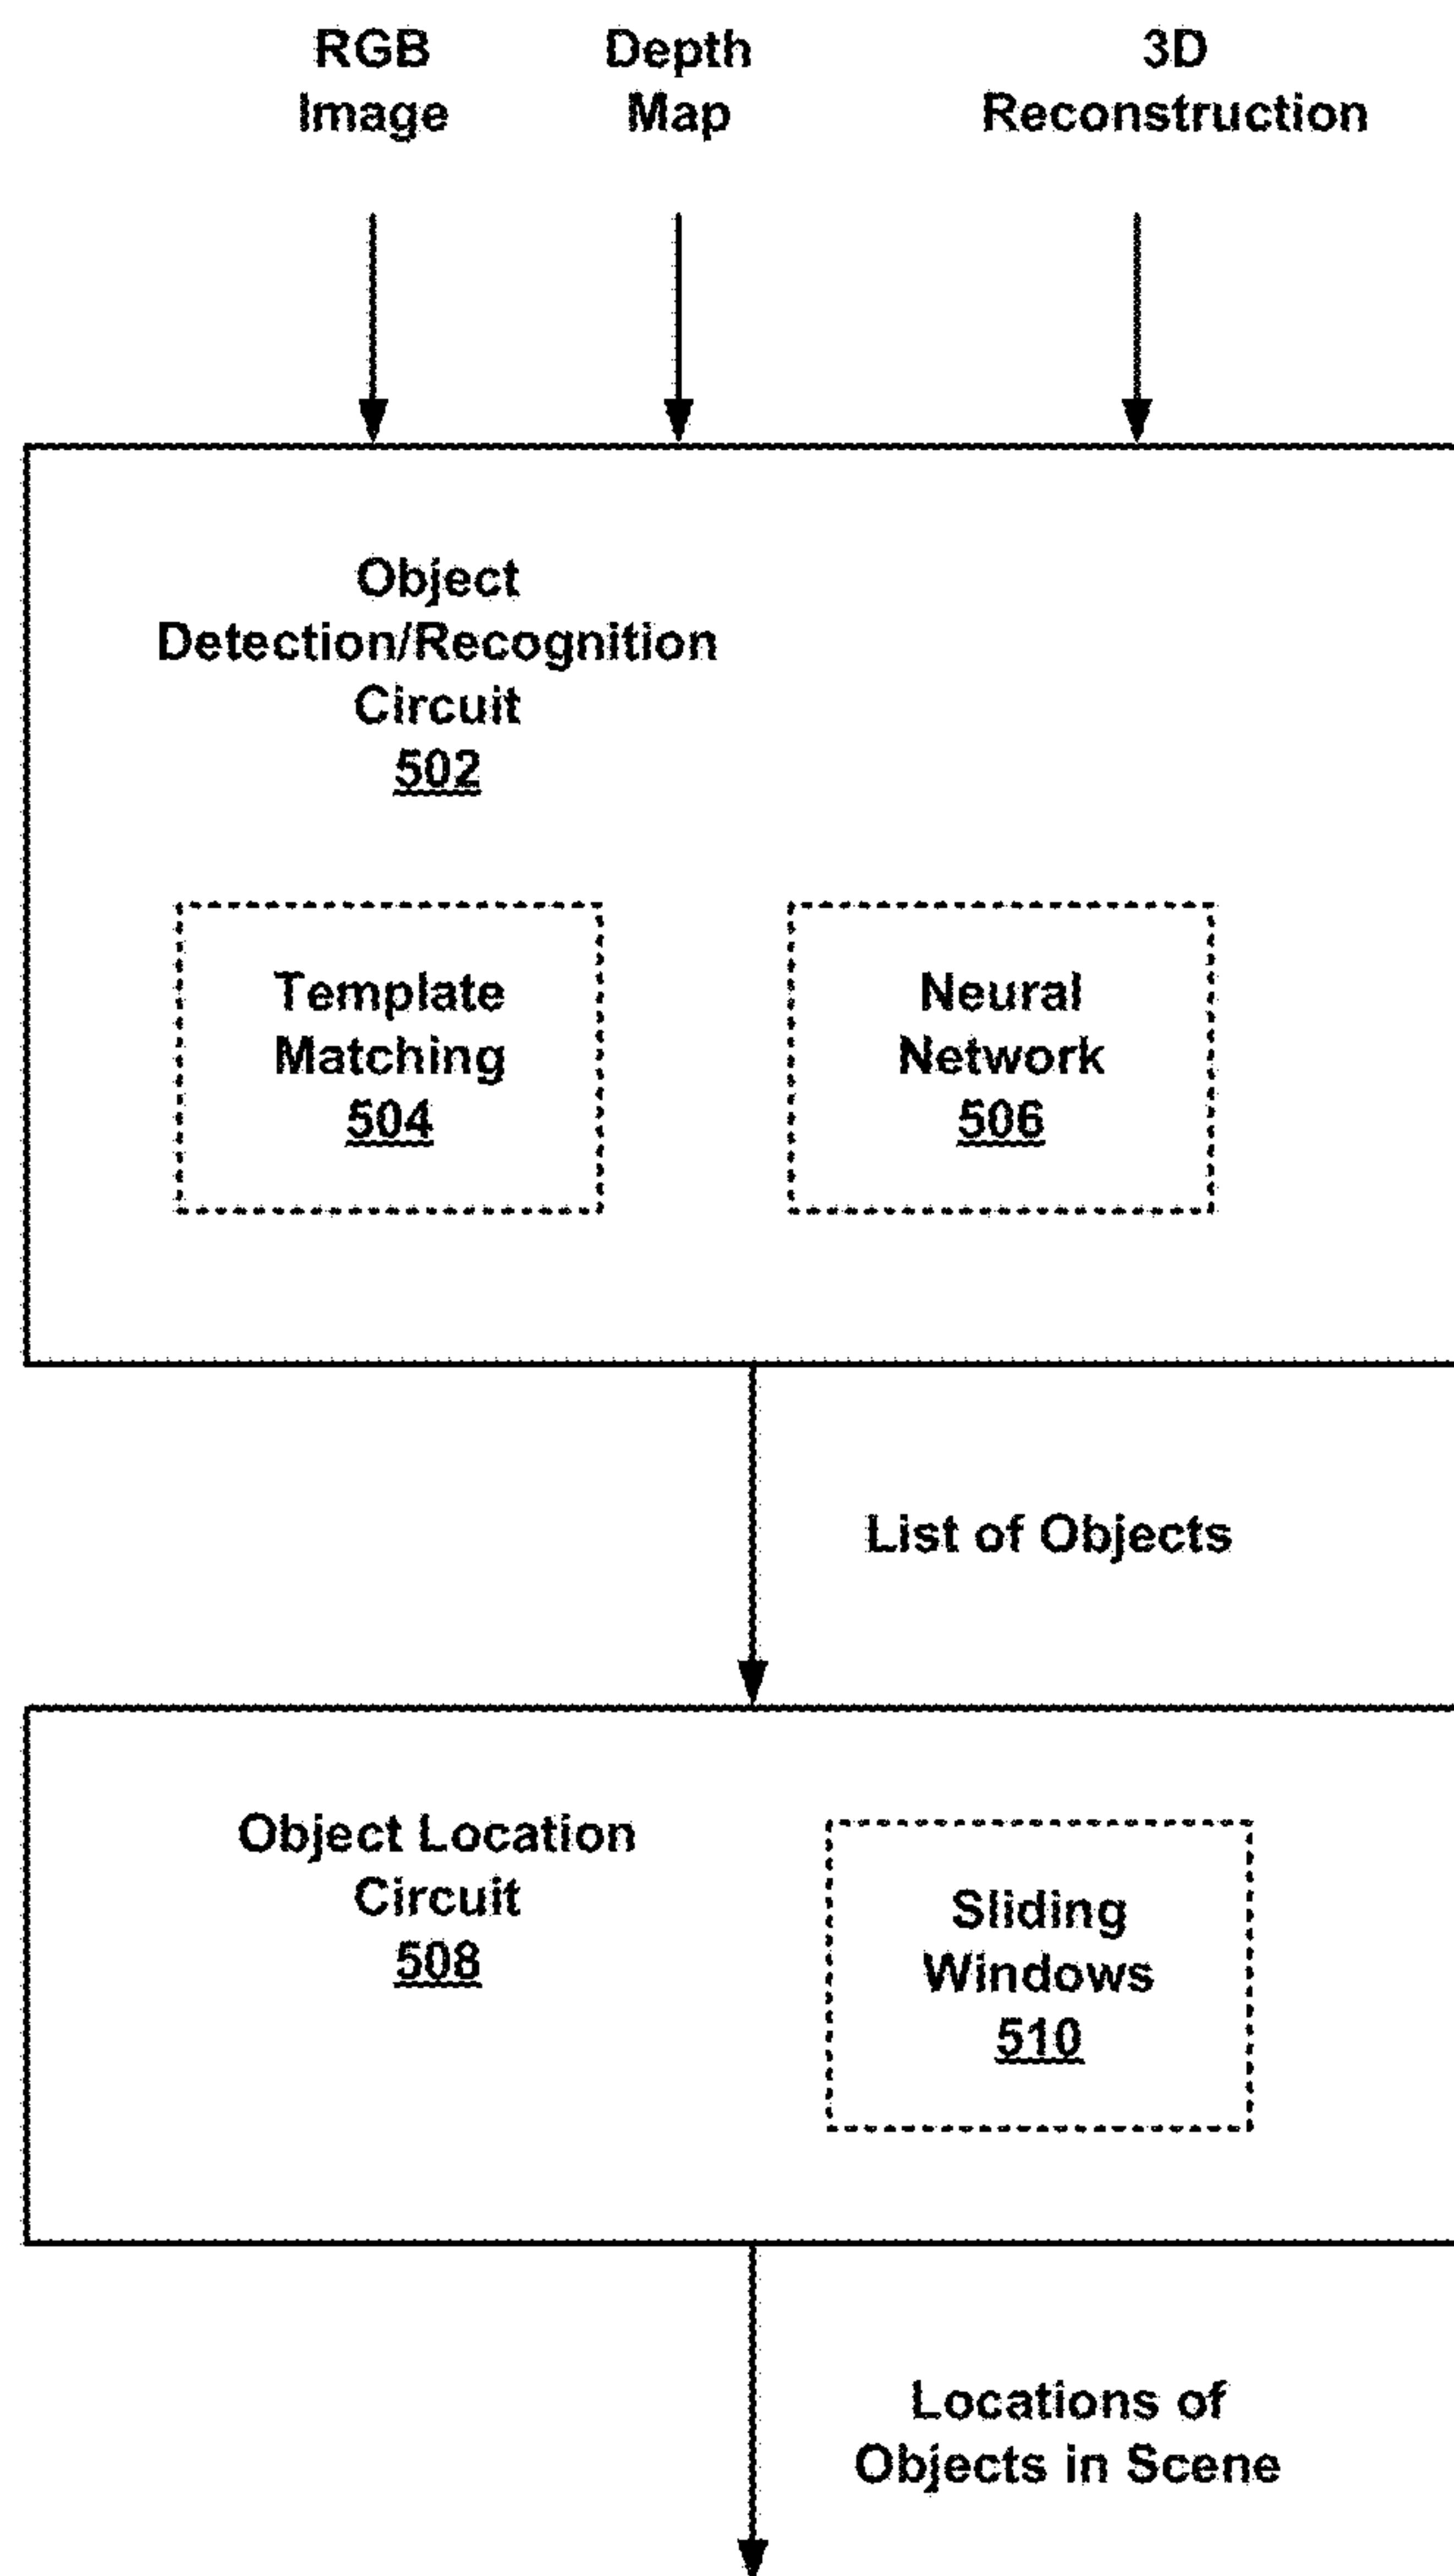 RGB
Image
Depth
Map
3D
Reconstruction
Object
Detection/Recognition
Circuit
502
Template
Matching
504
Neural
Network
506
List of Objects
Object Location
Circuit
508
Sliding
Windows
510
Locations of
Objects in Scene